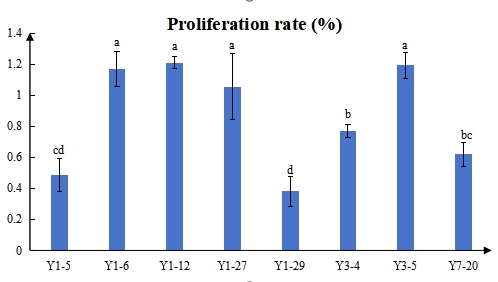 Proliferation rate (%)
1.4
1.2
1
0.8
0.6
0.4
0.2
0
cd
a
a
a
d
b
a
bc
Y1-5 Y1-6 Y1-12 Y1-27 Y1-29 Y3-4 Y3-5 Y7-20